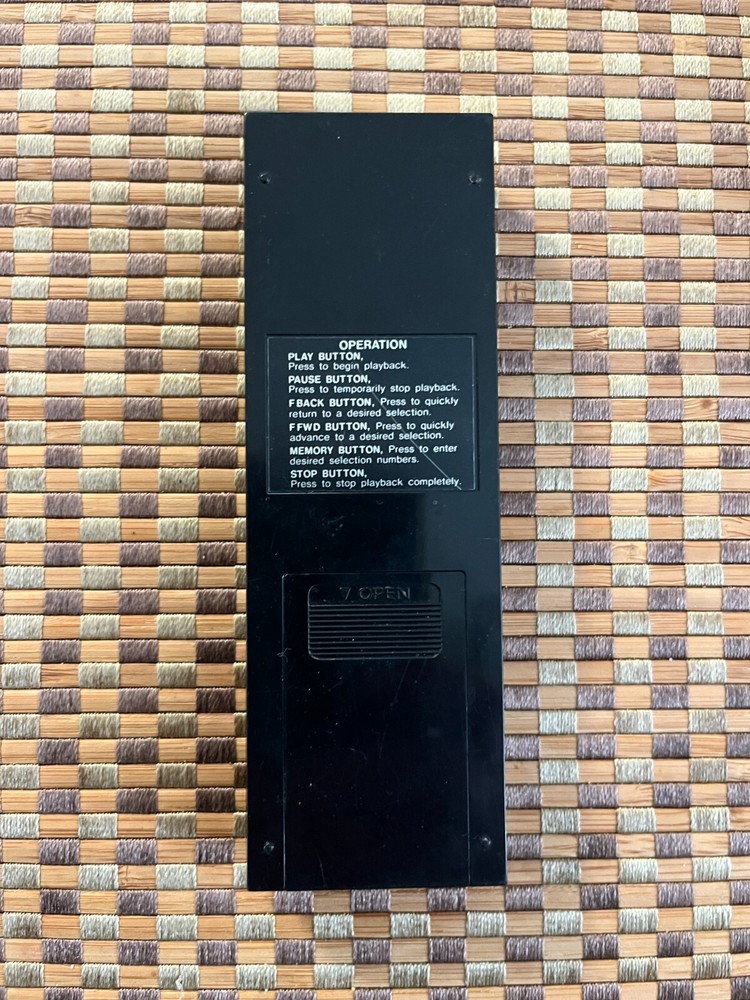 OPERATION
PLAY BUTTON,
Press to begin playback.
PAUSE BUTTON,
Press to temporarily stop playback.
F BACK BUTTON, Press to quickly
return to a desired selection.
F FWD BUTTON, Press to quickly
advance to a desired selection.
MEMORY BUTTON, Press to enter
desired selection numbers.
STOP BUTTON,
Press to stop playback completely.
OPEN